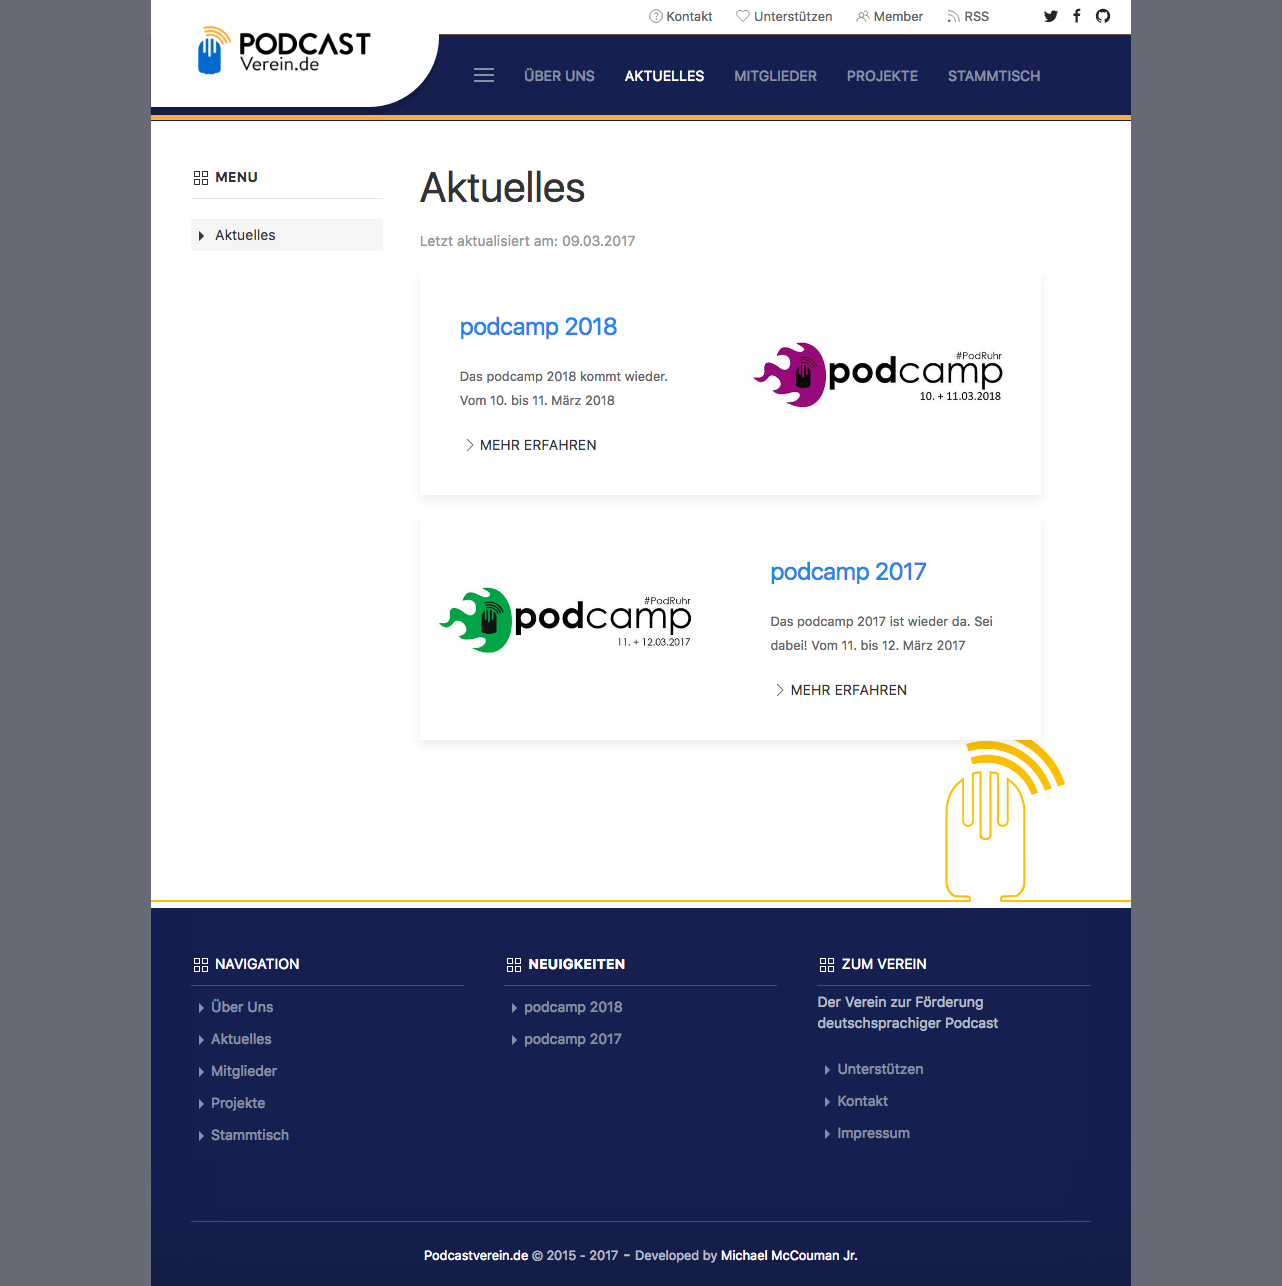 Kontakt Unterstützen Member RSS
PODCAST
Verein.de
ÜBER UNS AKTUELLES MITGLIEDER PROJEKTE STAMMTISCH
MENU
Aktuelles
Aktuelles
Letzt aktualisiert am: 09.03.2017
podcamp 2018
Das podcamp 2018 kommt wieder.
Vom 10. bis 11. März 2018
MEHR ERFAHREN
#PodRuhr
podcamp
10. + 11.03.2018
#PodRuhr
podcamp
11. + 12.03.2017
podcamp 2017
Das podcamp 2017 ist wieder da. Sei
dabei! Vom 11. bis 12. März 2017
MEHR ERFAHREN
NAVIGATION
Über Uns
Aktuelles
Mitglieder
Projekte
Stammtisch
NEUIGKEITEN
podcamp 2018
podcamp 2017
ZUM VEREIN
Der Verein zur Förderung
deutschsprachiger Podcast
Unterstützen
Kontakt
Impressum
Podcastverein.de © 2015 - 2017 – Developed by Michael McCouman Jr.